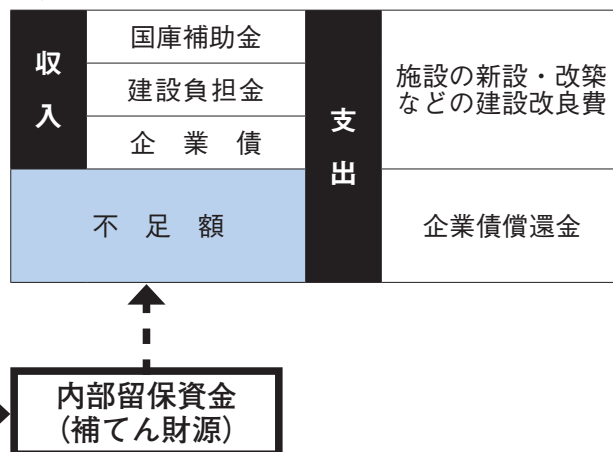 収入
国庫補助金
建設負担金
企業債
不足額
支出
施設の新設・改築
などの建設改良費
企業債償還金
内部留保資金
(補てん財源)